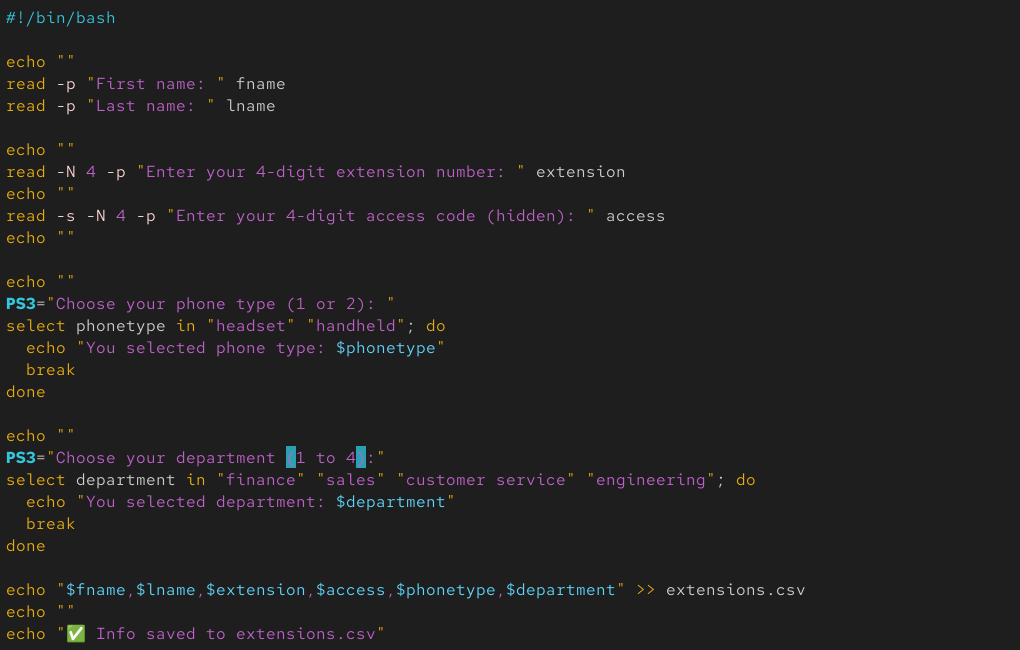 #!/bin/bash

echo ""
read -p "First name: " fname
read -p "Last name: " lname

echo ""
read -N 4 -p "Enter your 4-digit extension number: " extension
echo ""
read -s -N 4 -p "Enter your 4-digit access code (hidden): " access
echo ""

echo ""
PS3="Choose your phone type (1 or 2): "
select phonetype in "headset" "handheld"; do
  echo "You selected phone type: $phonetype"
  break
done

echo ""
PS3="Choose your department (1 to 4):"
select department in "finance" "sales" "customer service" "engineering"; do
  echo "You selected department: $department"
  break
done

echo "$fname,$lname,$extension,$access,$phonetype,$department" >> extensions.csv
echo ""
echo "✅ Info saved to extensions.csv"